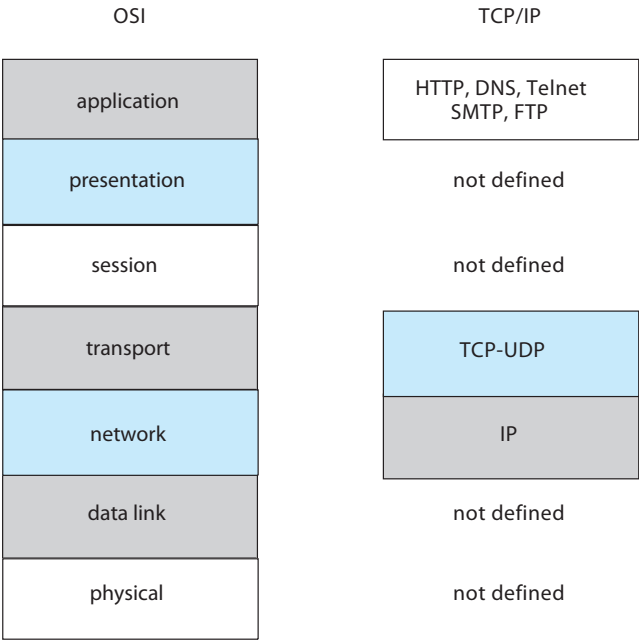 OSI
TCP/IP
application
HTTP, DNS, Telnet
SMTP, FTP
presentation
not defined
session
not defined
transport
TCP-UDP
network
IP
data link
not defined
physical
not defined